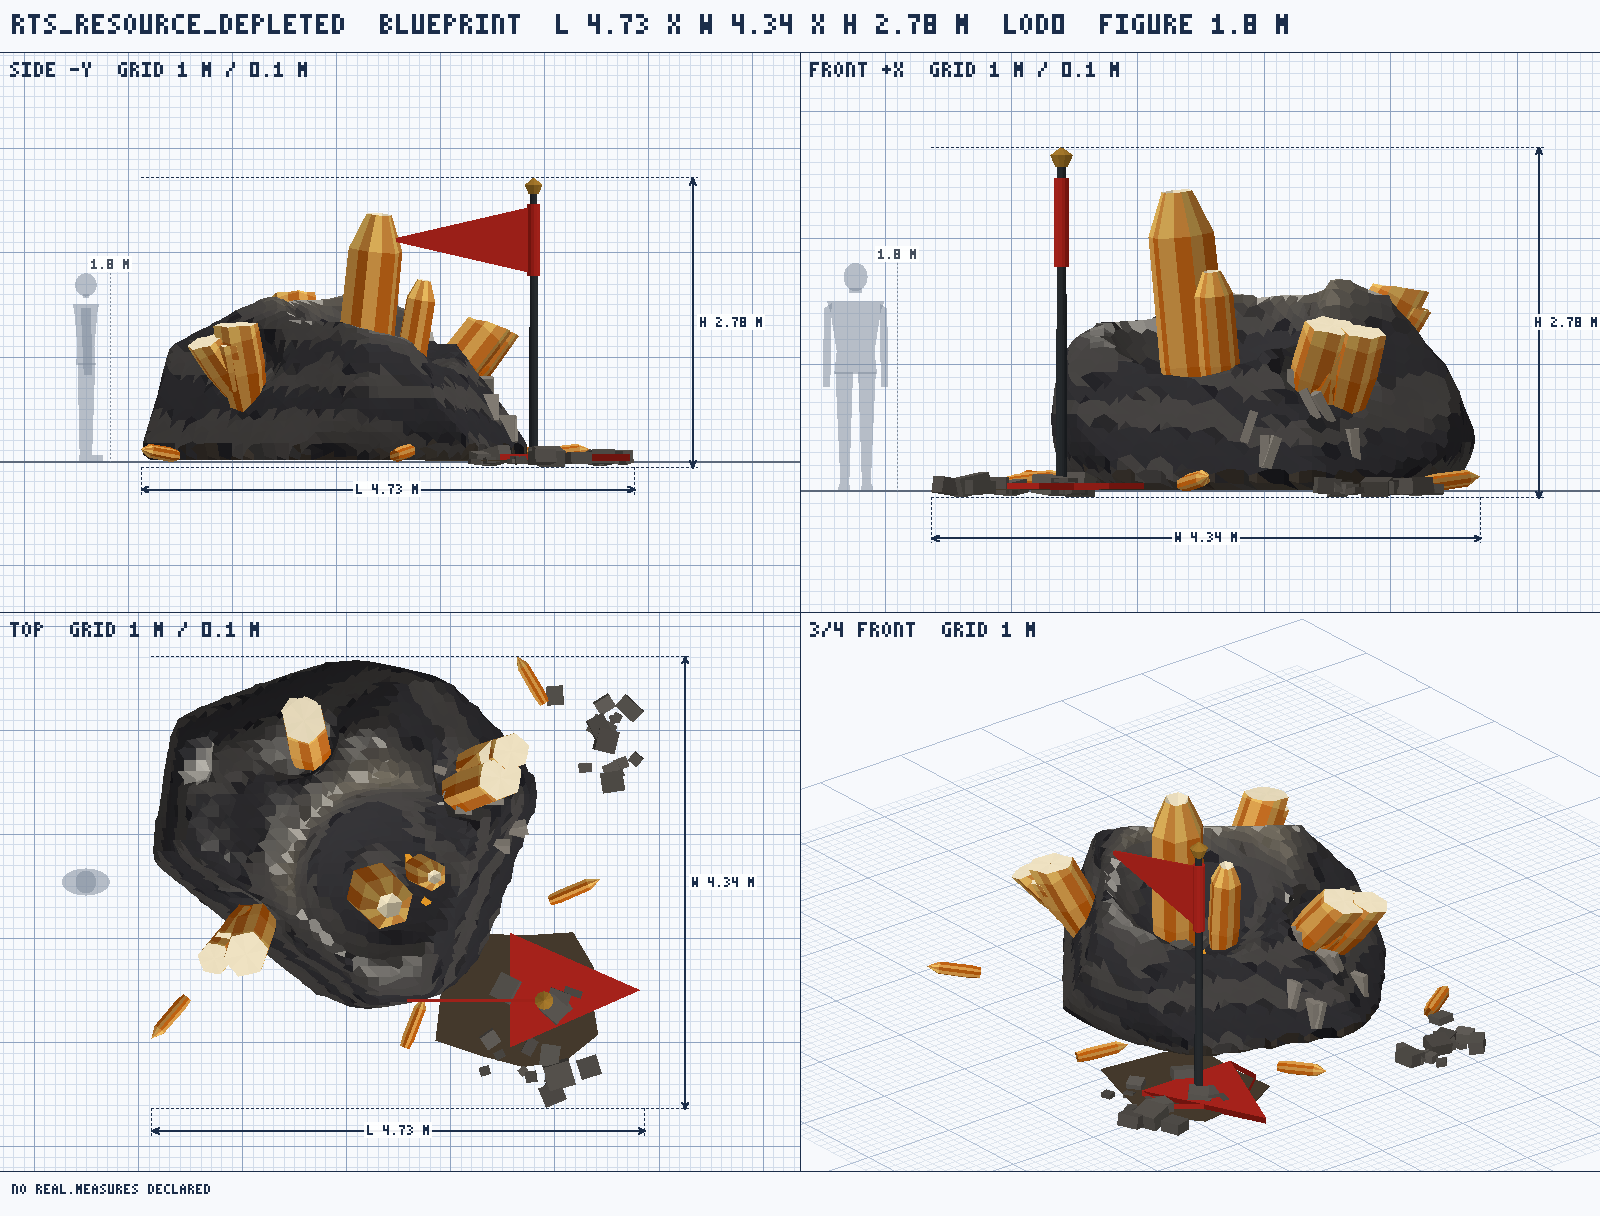 RTS_RESOURCE_DEPLETED BLUEPRINT L 4.73 X W 4.34 X H 2.78 M LOD0 FIGURE 1.8 M
SIDE -Y GRID 1 M / 0.1 M
1.8 M
H 2.78 M
L 4.73 M
FRONT +X GRID 1 M / 0.1 M
1.8 M
H 2.78 M
W 4.34 M
TOP GRID 1 M / 0.1 M
W 4.34 M
L 4.73 M
3/4 FRONT GRID 1 M
NO REAL.MEASURES DECLARED